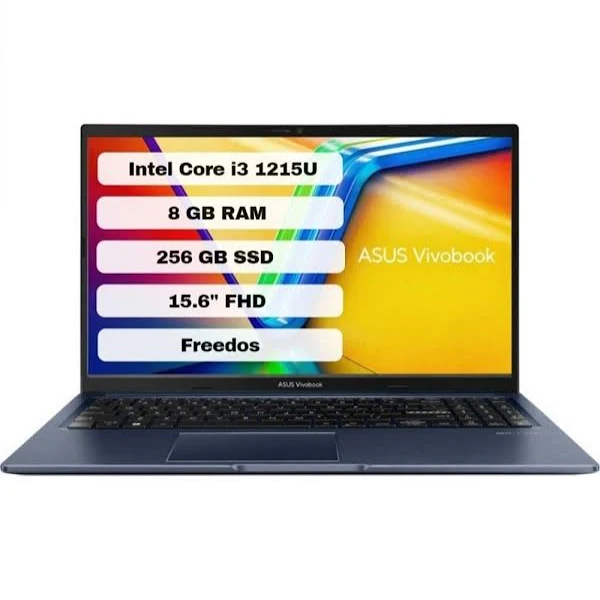 Intel Core i3 1215U
8 GB RAM
256 GB SSD
ASUS Vivobook
15.6" FHD
Freedos
ASUS Vivobook